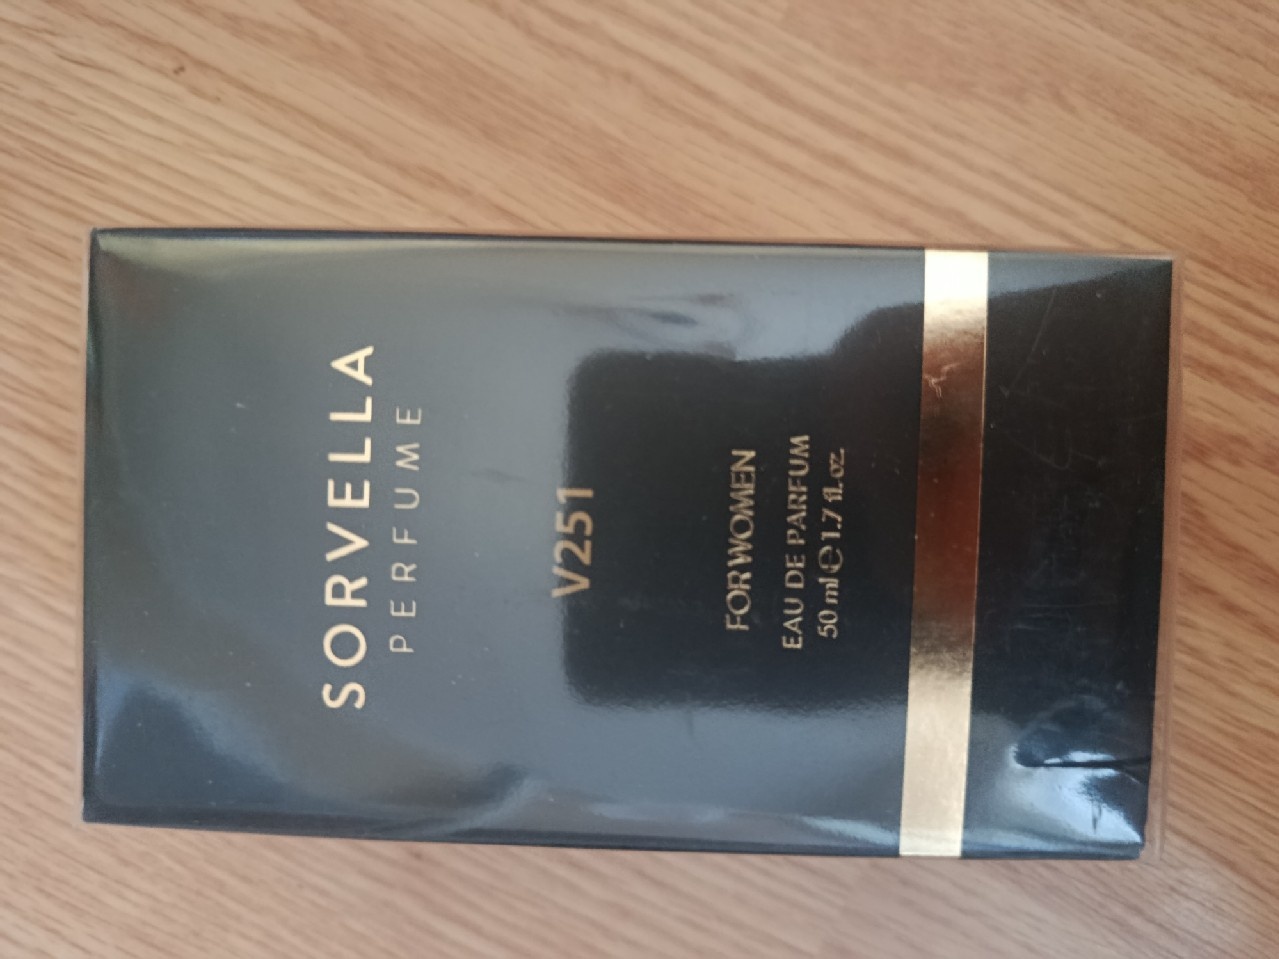 SORVELLA
PERFUME
V251
FOR WOMEN
EAU DE PARFUM
50 ml ℮ 1.7 fl.oz.